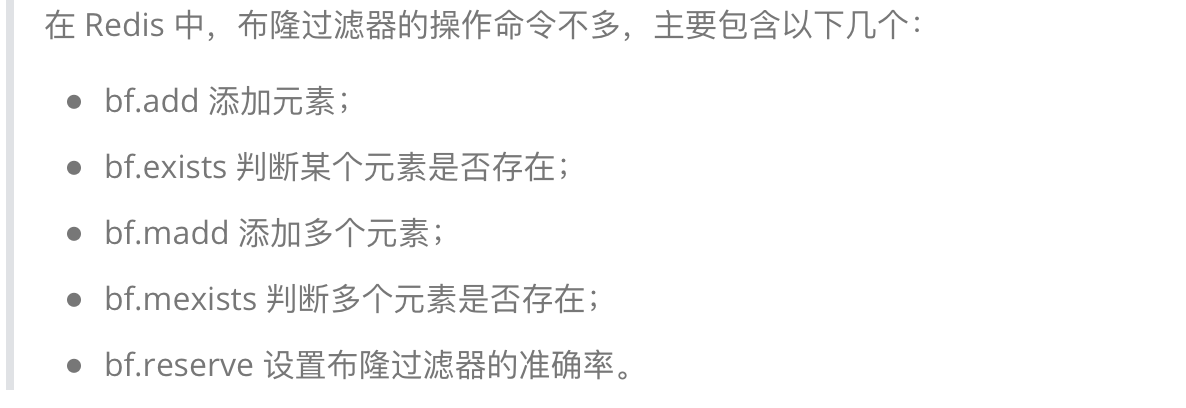 在 Redis 中，布隆过滤器的操作命令不多，主要包含以下几个：
● bf.add 添加元素；
● bf.exists 判断某个元素是否存在；
● bf.madd 添加多个元素；
● bf.mexists 判断多个元素是否存在；
● bf.reserve 设置布隆过滤器的准确率。